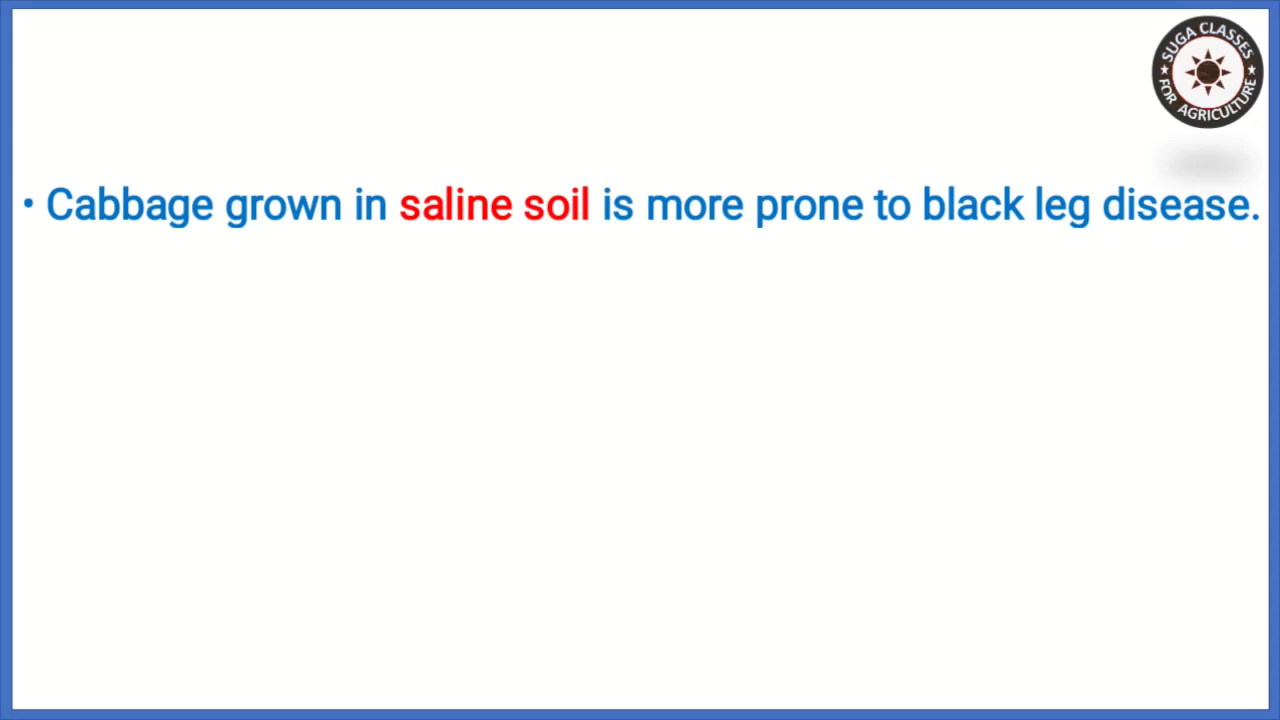 SUGA CLASSES
FOR AGRICULTURE
• Cabbage grown in saline soil is more prone to black leg disease.